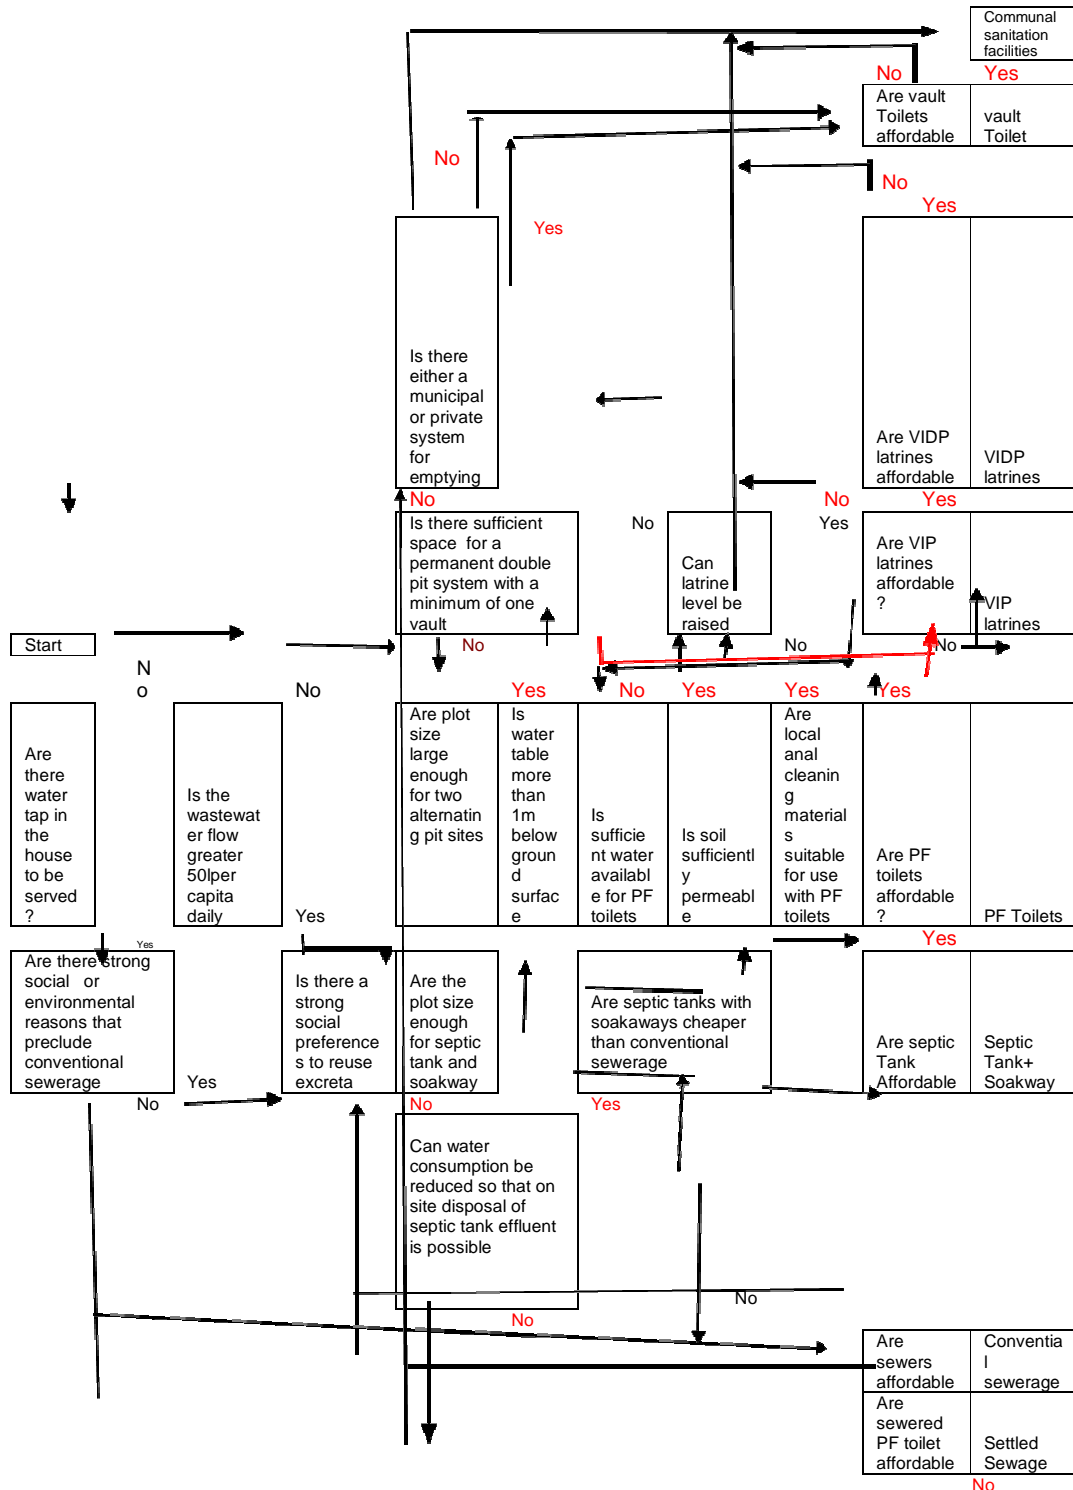 Communal
sanitation
facilities
No
Yes
Are vault
Toilets
affordable
vault
Toilet
No
No
Yes
Yes
Is there
either a
municipal
or private
system
for
emptying
Are VIDP
latrines
affordable
VIDP
latrines
No
No
Yes
Is there sufficient
space for a
permanent double
pit system with a
minimum of one
vault
No
Can
latrine
level be
raised
Yes
Are VIP
latrines
affordable
?
VIP
latrines
Start
No
No
No
N
o
No
Yes
No
Yes
Yes
Yes
Are
there
water
tap in
the
house
to be
served
?
Is the
wastewat
er flow
greater
50lper
capita
daily
Yes
Are plot
size
large
enough
for two
alternatin
g pit sites
Is
water
table
more
than
1m
below
groun
d
surfac
e
Is
sufficie
nt water
availabl
e for PF
toilets
Is soil
sufficientl
y
permeabl
e
Are
local
anal
cleanin
g
material
s
suitable
for use
with PF
toilets
Are PF
toilets
affordable
?
PF Toilets
Yes
Yes
Are there strong
social or
environmental
reasons that
preclude
conventional
sewerage
Yes
Is there a
strong
social
preference
s to reuse
excreta
Are the
plot size
enough
for septic
tank and
soakway
Are septic tanks with
soakaways cheaper
than conventional
sewerage
Are septic
Tank
Affordable
Septic
Tank+
Soakway
No
No
Yes
Can water
consumption be
reduced so that on
site disposal of
septic tank effluent
is possible
No
No
Are
sewers
affordable
Conventia
l
sewerage
Are
sewered
PF toilet
affordable
Settled
Sewage
No